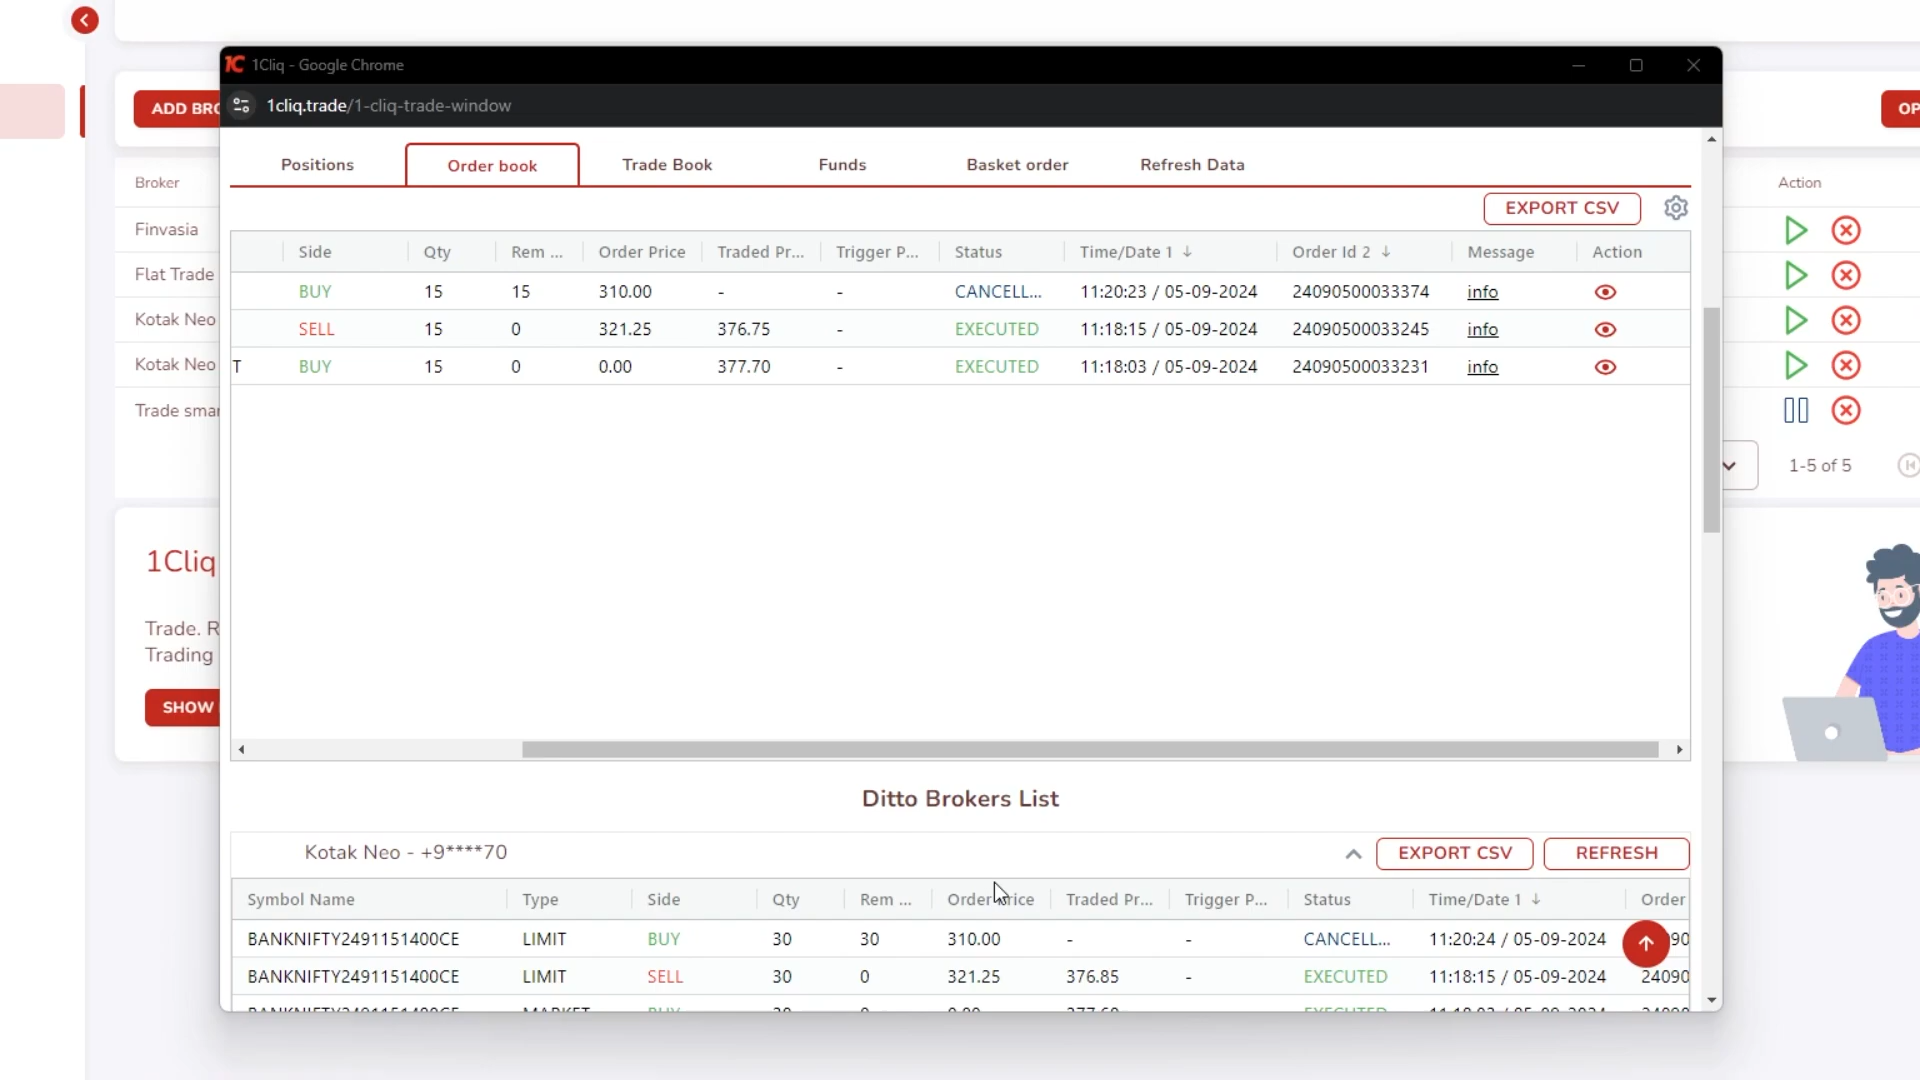 1Cliq - Google Chrome
1cliq.trade/1-cliq-trade-window
ADD
OP
Positions Order book Trade Book Funds Basket order Refresh Data
Broker
Action
EXPORT CSV
Finvasia
Flat Trade
Kotak Neo
Kotak Neo
Trade
1-5 of 5
Side Qty Rem ... Order Price Traded Pr... Trigger P... Status Time/Date 1 ↓ Order Id 2 ↓ Message Action
BUY 15 15 310.00 - - CANCELL... 11:20:23 / 05-09-2024 24090500033374 info
SELL 15 0 321.25 376.75 - EXECUTED 11:18:15 / 05-09-2024 24090500033245 info
T BUY 15 0 0.00 377.70 - EXECUTED 11:18:03 / 05-09-2024 24090500033231 info
1Cliq
Trade. R
Trading
SHOW
Ditto Brokers List
Kotak Neo - +9****70
EXPORT CSV
REFRESH
Symbol Name Type Side Qty Rem ... Order Price Traded Pr... Trigger P... Status Time/Date 1 ↓ Order
BANKNIFTY2491151400CE LIMIT BUY 30 30 310.00 - - CANCELL... 11:20:24 / 05-09-2024 90
BANKNIFTY2491151400CE LIMIT SELL 30 0 321.25 376.85 - EXECUTED 11:18:15 / 05-09-2024 24090